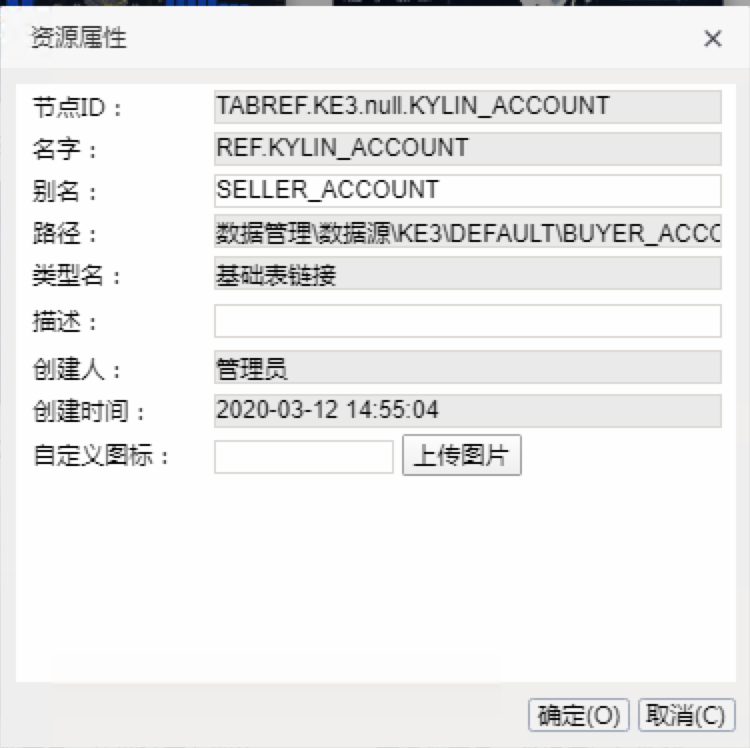 资源属性 ×
节点ID： TABREF.KE3.null.KYLIN_ACCOUNT
名字： REF.KYLIN_ACCOUNT
别名： SELLER_ACCOUNT
路径： 数据管理\数据源\KE3\DEFAULT\BUYER_ACCC
类型名： 基础表链接
描述：
创建人： 管理员
创建时间： 2020-03-12 14:55:04
自定义图标： 上传图片
确定(O) 取消(C)